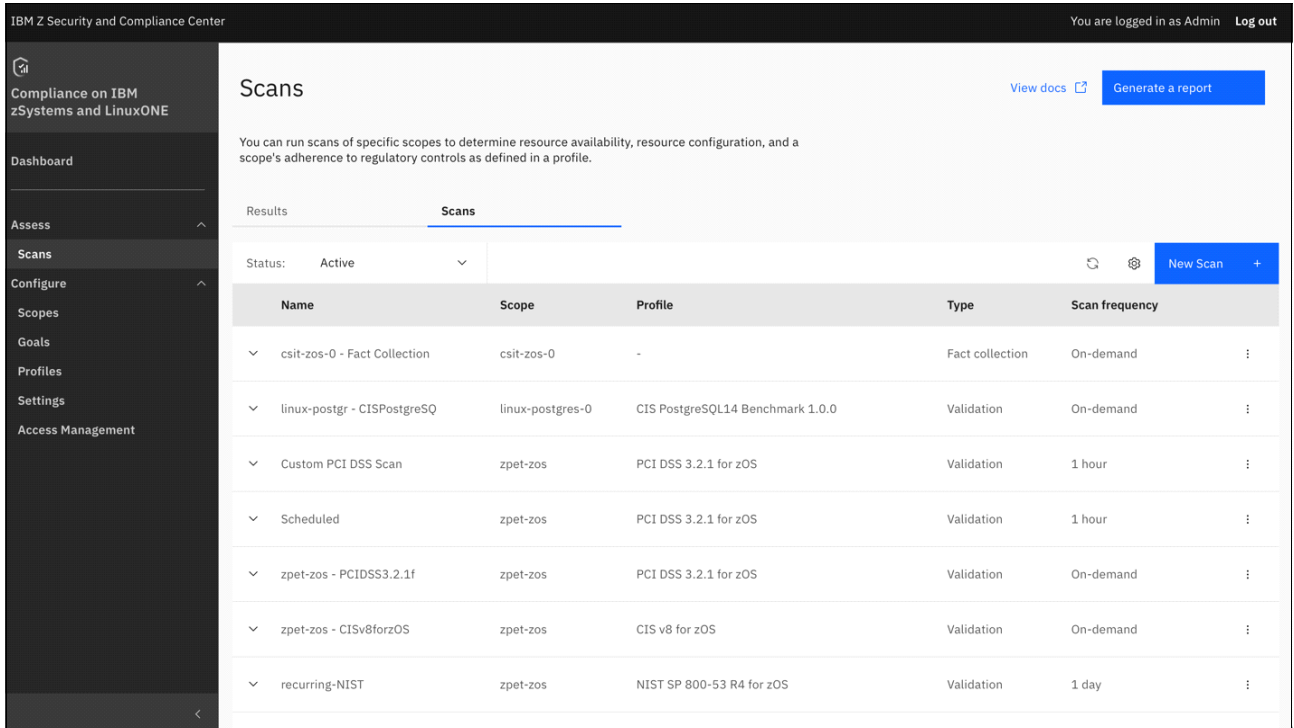 IBM Z Security and Compliance Center
You are logged in as Admin Log out
Compliance on IBM
zSystems and LinuxONE
Dashboard
Assess
Scans
Configure
Scopes
Goals
Profiles
Settings
Access Management
Scans
View docs
Generate a report
You can run scans of specific scopes to determine resource availability, resource configuration, and a
scope's adherence to regulatory controls as defined in a profile.
Results Scans
Status: Active
New Scan +
Name Scope Profile Type Scan frequency
csit-zos-0 - Fact Collection csit-zos-0 - Fact collection On-demand
linux-postgr - CISPostgreSQ linux-postgres-0 CIS PostgreSQL14 Benchmark 1.0.0 Validation On-demand
Custom PCI DSS Scan zpet-zos PCI DSS 3.2.1 for zOS Validation 1 hour
Scheduled zpet-zos PCI DSS 3.2.1 for zOS Validation 1 hour
zpet-zos - PCIDSS3.2.1f zpet-zos PCI DSS 3.2.1 for zOS Validation On-demand
zpet-zos - CISv8forzOS zpet-zos CIS v8 for zOS Validation On-demand
recurring-NIST zpet-zos NIST SP 800-53 R4 for zOS Validation 1 day